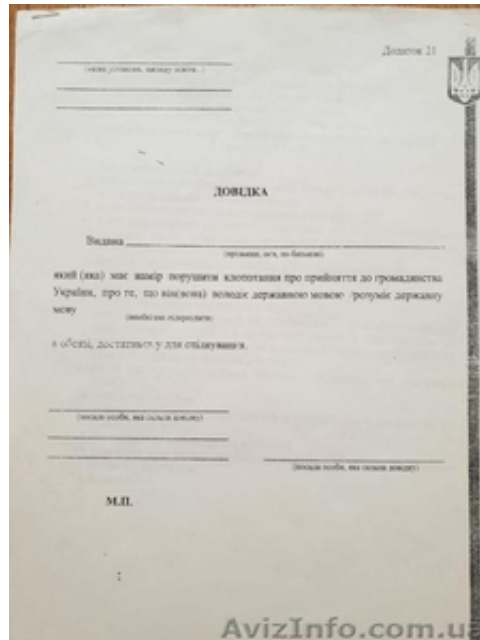 Додаток 21
(назва установи, закладу освіти...)
ДОВІДКА
Видана
(прізвище, ім'я, по батькові)
який (яка) має намір порушити клопотання про прийняття до громадянства
України, про те, що він(вона) володіє державною мовою /розуміє державну
мову
(необхідне підкреслити)
в обсязі, достатньому для спілкування.
(посада особи, яка склала довідку)
(посада особи, яка склала довідку)
М.П.
AvizInfo.com.ua